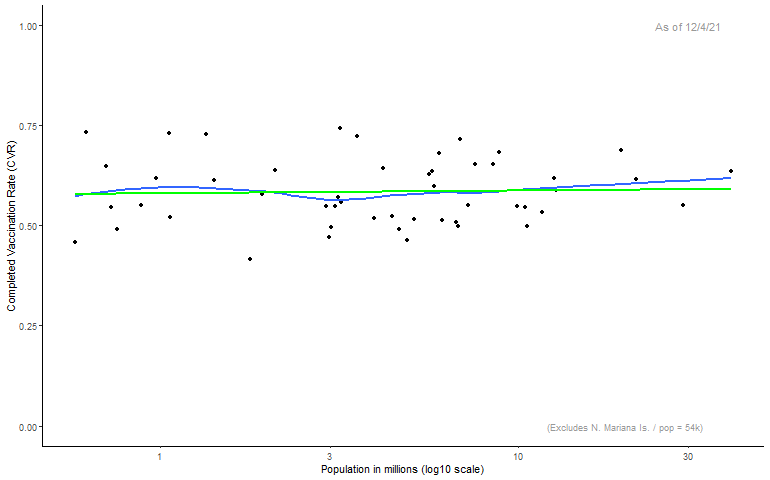 1.00
As of 12/4/21
0.75
Completed Vaccination Rate (CVR)
0.50
0.25
0.00
(Excludes N. Mariana Is. / pop = 54k)
1
3
10
30
Population in millions (log10 scale)